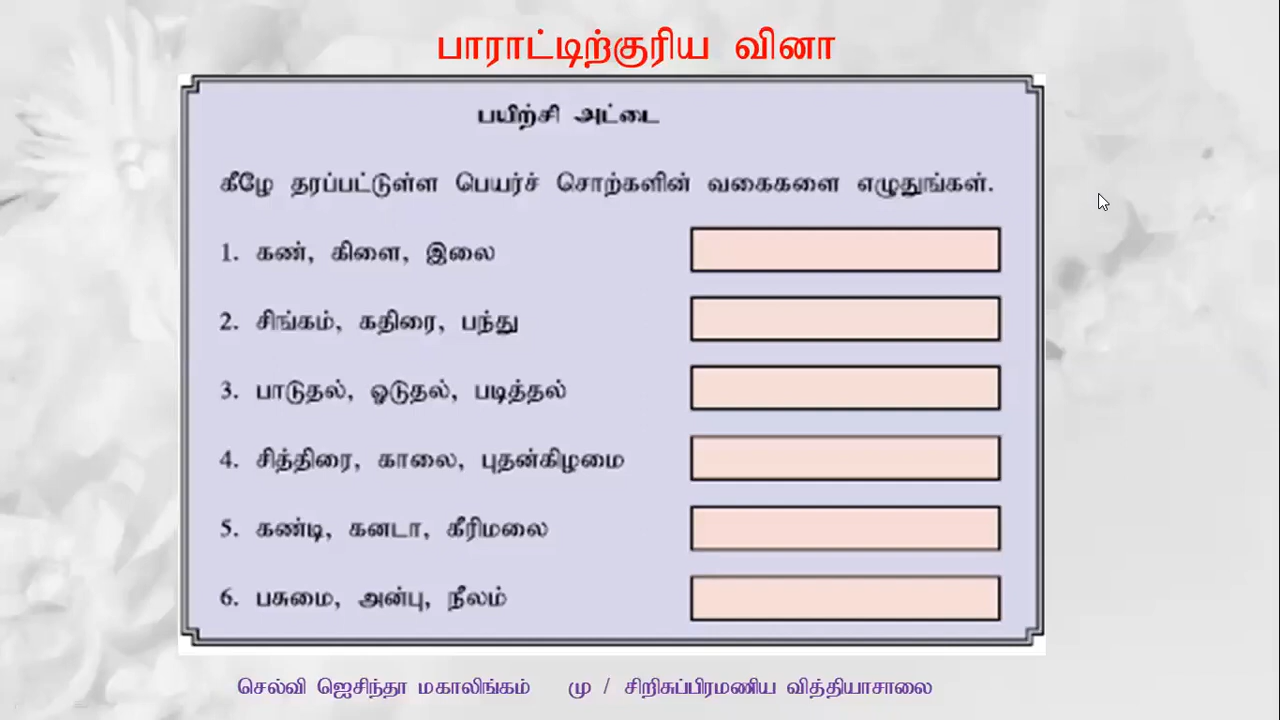 பாராட்டிற்குரிய வினா
பயிற்சி அட்டை
கீழே தரப்பட்டுள்ள பெயர்ச் சொற்களின் வகைகளை எழுதுங்கள்.
1. கண், கிளை, இலை
2. சிங்கம், கதிரை, பந்து
3. பாடுதல், ஓடுதல், படித்தல்
4. சித்திரை, காலை, புதன்கிழமை
5. கண்டி, கனடா, கீரிமலை
6. பசுமை, அன்பு, நீலம்
செல்வி ஜெசிந்தா மகாலிங்கம் மு / சிறிசுப்பிரமணிய வித்தியாசாலை